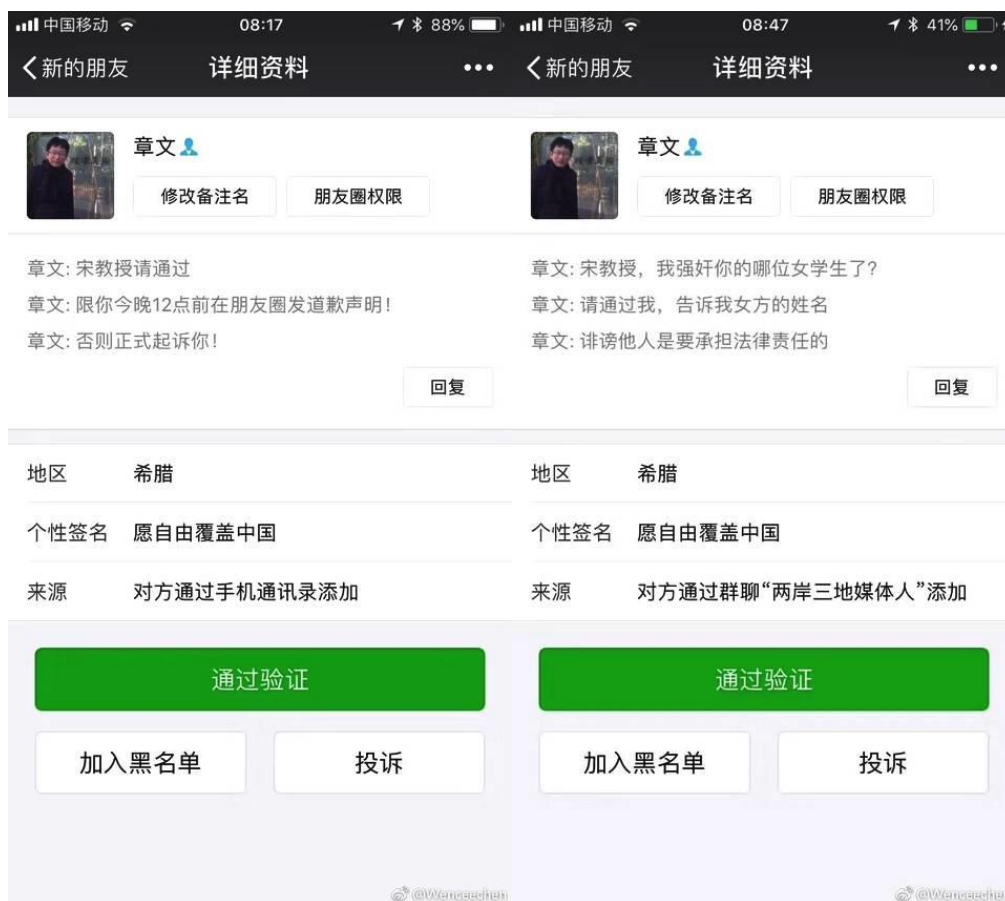 中国移动 08:17 88%
新的朋友 详细资料
章文
修改备注名 朋友圈权限
章文: 宋教授请通过
章文: 限你今晚12点前在朋友圈发道歉声明!
章文: 否则正式起诉你!
回复
地区 希腊
个性签名 愿自由覆盖中国
来源 对方通过手机通讯录添加
通过验证
加入黑名单 投诉
@Wenceechen
中国移动 08:47 41%
新的朋友 详细资料
章文
修改备注名 朋友圈权限
章文: 宋教授，我强奸你的哪位女学生了?
章文: 请通过我，告诉我女方的姓名
章文: 诽谤他人是要承担法律责任的
回复
地区 希腊
个性签名 愿自由覆盖中国
来源 对方通过群聊“两岸三地媒体人”添加
通过验证
加入黑名单 投诉
@Wenceechen